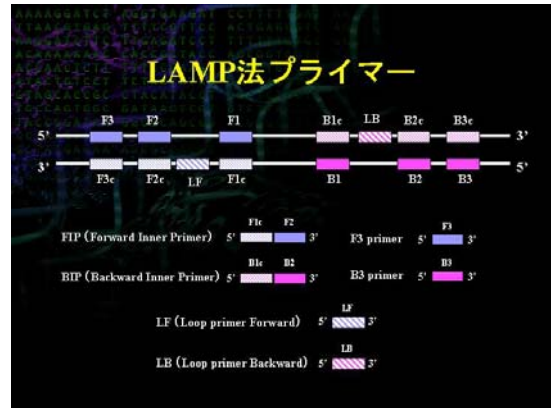 LAMP法プライマー
F3 F2 F1 B1c LB B2c B3c
5' 3'
3' 5'
F3c F2c LF F1c B1 B2 B3
F1c F2 F3
FIP (Forward Inner Primer) 5' 3' F3 primer 5' 3'
B1c B2 B3
BIP (Backward Inner Primer) 5' 3' B3 primer 5' 3'
LF
LF (Loop primer Forward) 5' 3'
LB
LB (Loop primer Backward) 5' 3'